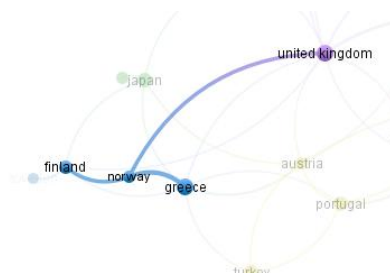 united kingdom
japan
finland
norway
greece
austria
portugal
turkey